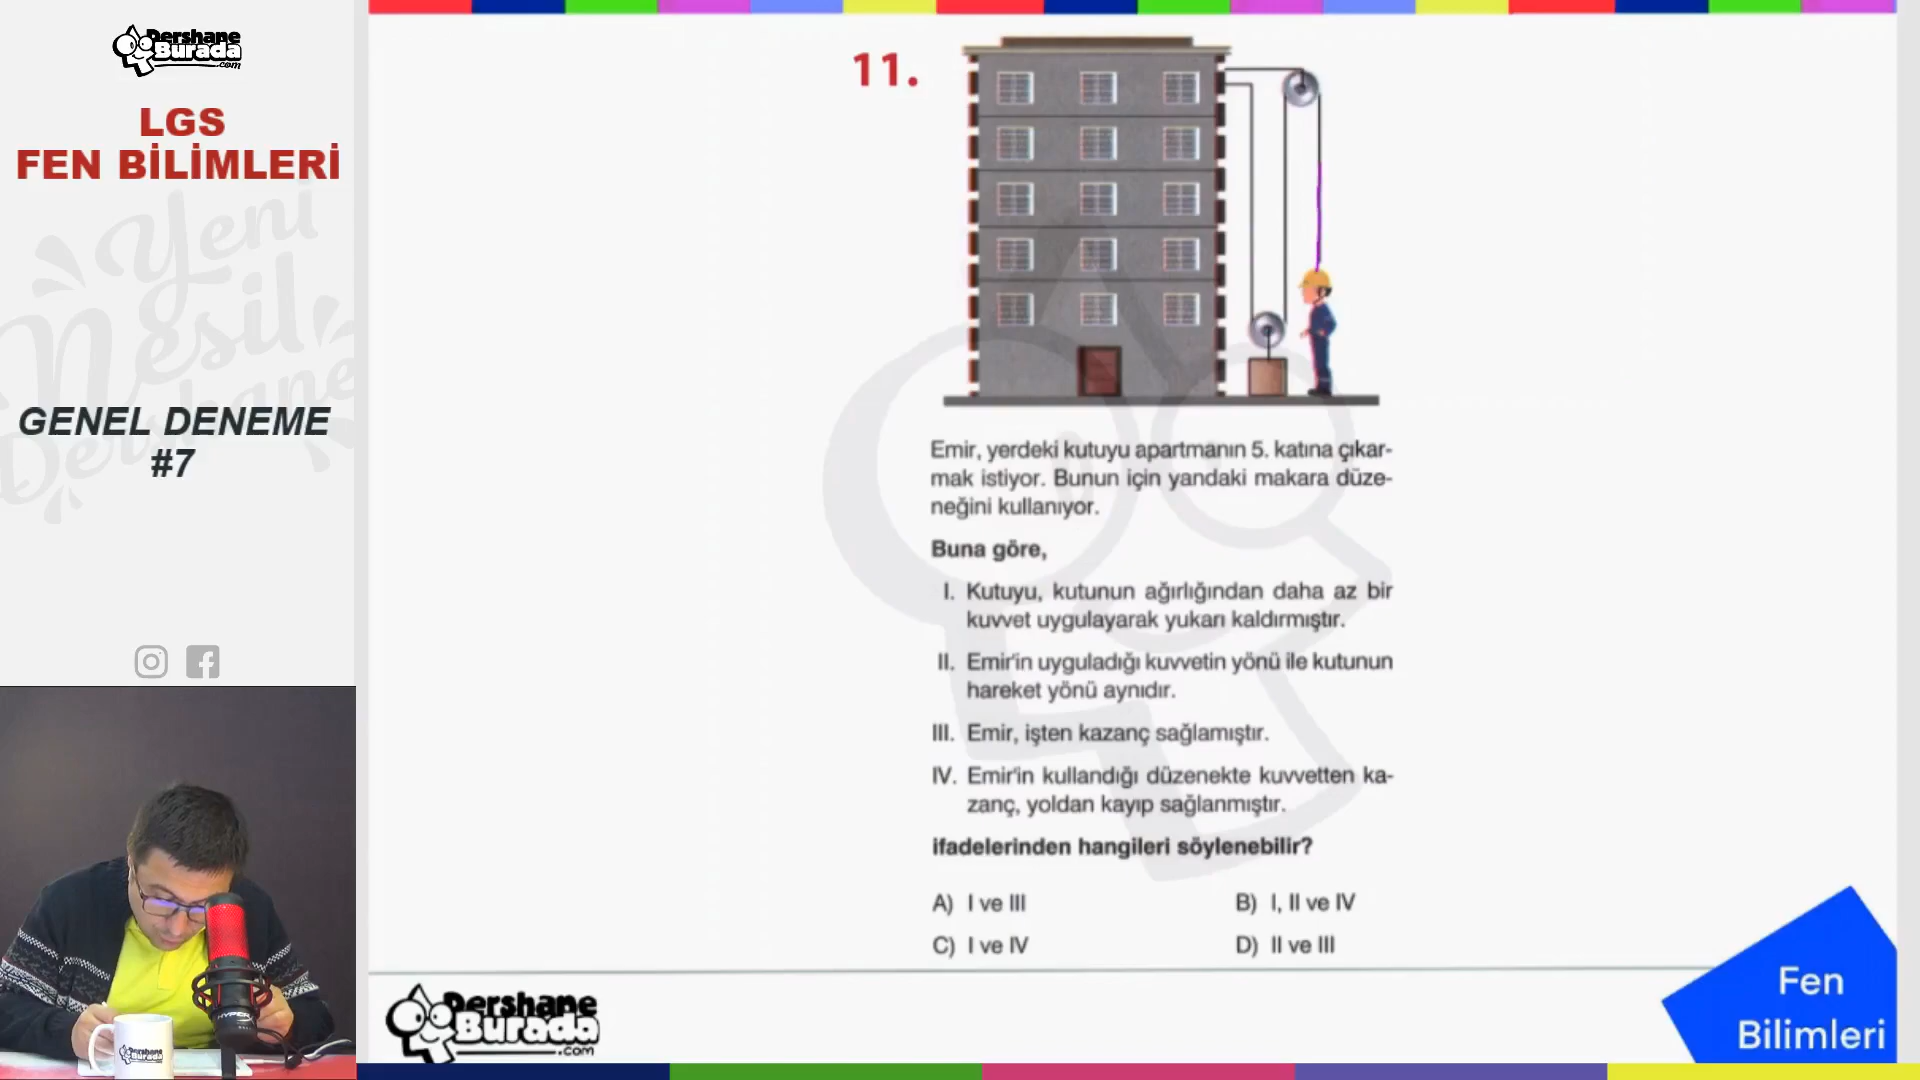 Dershane
Burada
.com
LGS
FEN BİLİMLERİ
Yeni
Nesil
Dershane
GENEL DENEME
#7
11.
Emir, yerdeki kutuyu apartmanın 5. katına çıkar-
mak istiyor. Bunun için yandaki makara düze-
neğini kullanıyor.
Buna göre,
I. Kutuyu, kutunun ağırlığından daha az bir
kuvvet uygulayarak yukarı kaldırmıştır.
II. Emir'in uyguladığı kuvvetin yönü ile kutunun
hareket yönü aynıdır.
III. Emir, işten kazanç sağlamıştır.
IV. Emir'in kullandığı düzenekte kuvvetten ka-
zanç, yoldan kayıp sağlanmıştır.
ifadelerinden hangileri söylenebilir?
A) I ve III
B) I, II ve IV
C) I ve IV
D) II ve III
HYPERX
Dershane
Burada
Dershane
Burada
.com
Fen
Bilimleri